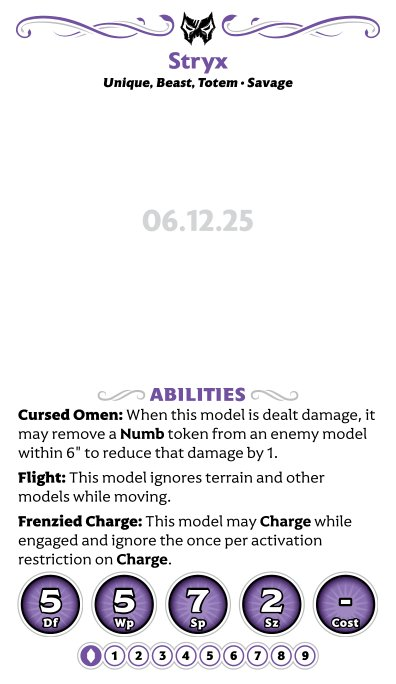 Stryx
Unique, Beast, Totem • Savage
06.12.25
ABILITIES
Cursed Omen: When this model is dealt damage, it
may remove a Numb token from an enemy model
within 6" to reduce that damage by 1.
Flight: This model ignores terrain and other
models while moving.
Frenzied Charge: This model may Charge while
engaged and ignore the once per activation
restriction on Charge.
5 5 7 2 -
Df Wp Sp Sz Cost
1 2 3 4 5 6 7 8 9